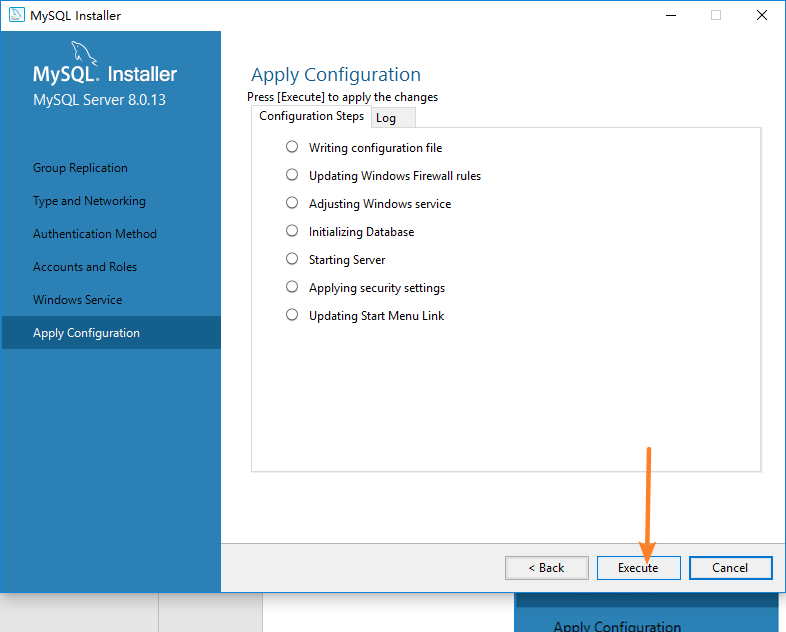 MySQL Installer
MySQL. Installer
MySQL Server 8.0.13
Group Replication
Type and Networking
Authentication Method
Accounts and Roles
Windows Service
Apply Configuration
Apply Configuration
Press [Execute] to apply the changes
Configuration Steps
Log
Writing configuration file
Updating Windows Firewall rules
Adjusting Windows service
Initializing Database
Starting Server
Applying security settings
Updating Start Menu Link
< Back
Execute
Cancel
Apply Configuration